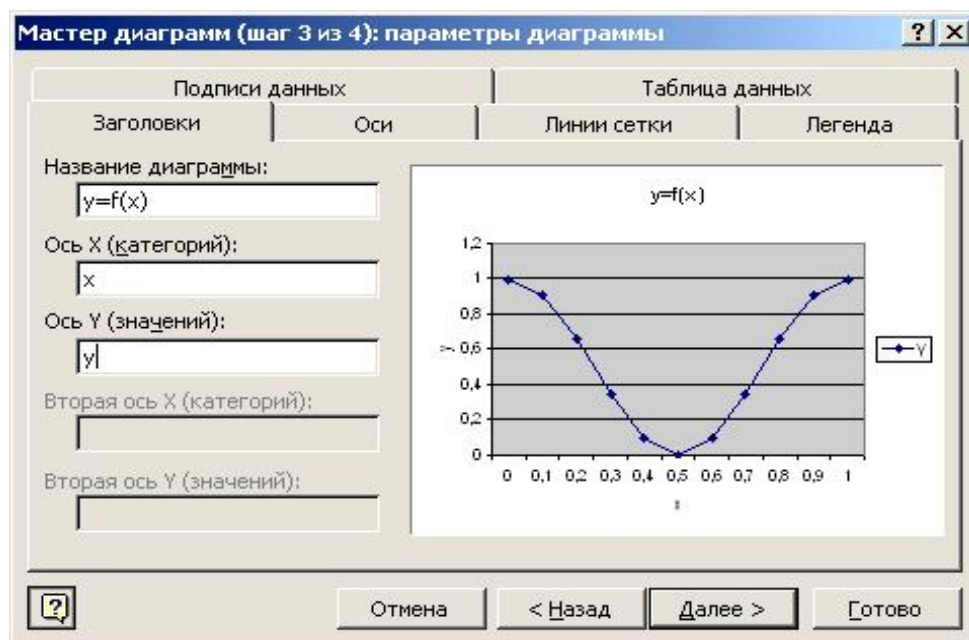 Мастер диаграмм (шаг 3 из 4): параметры диаграммы
Подписи данных
Таблица данных
Заголовки
Оси
Линии сетки
Легенда
Название диаграммы:
y=f(x)
Ось X (категорий):
x
Ось Y (значений):
y
Вторая ось X (категорий):
Вторая ось Y (значений):
y=f(x)
1,2
1
0,8
0,6
0,4
0,2
0
y
0 0,1 0,2 0,3 0,4 0,5 0,6 0,7 0,8 0,9 1
x
Y
Отмена
< Назад
Далее >
Готово